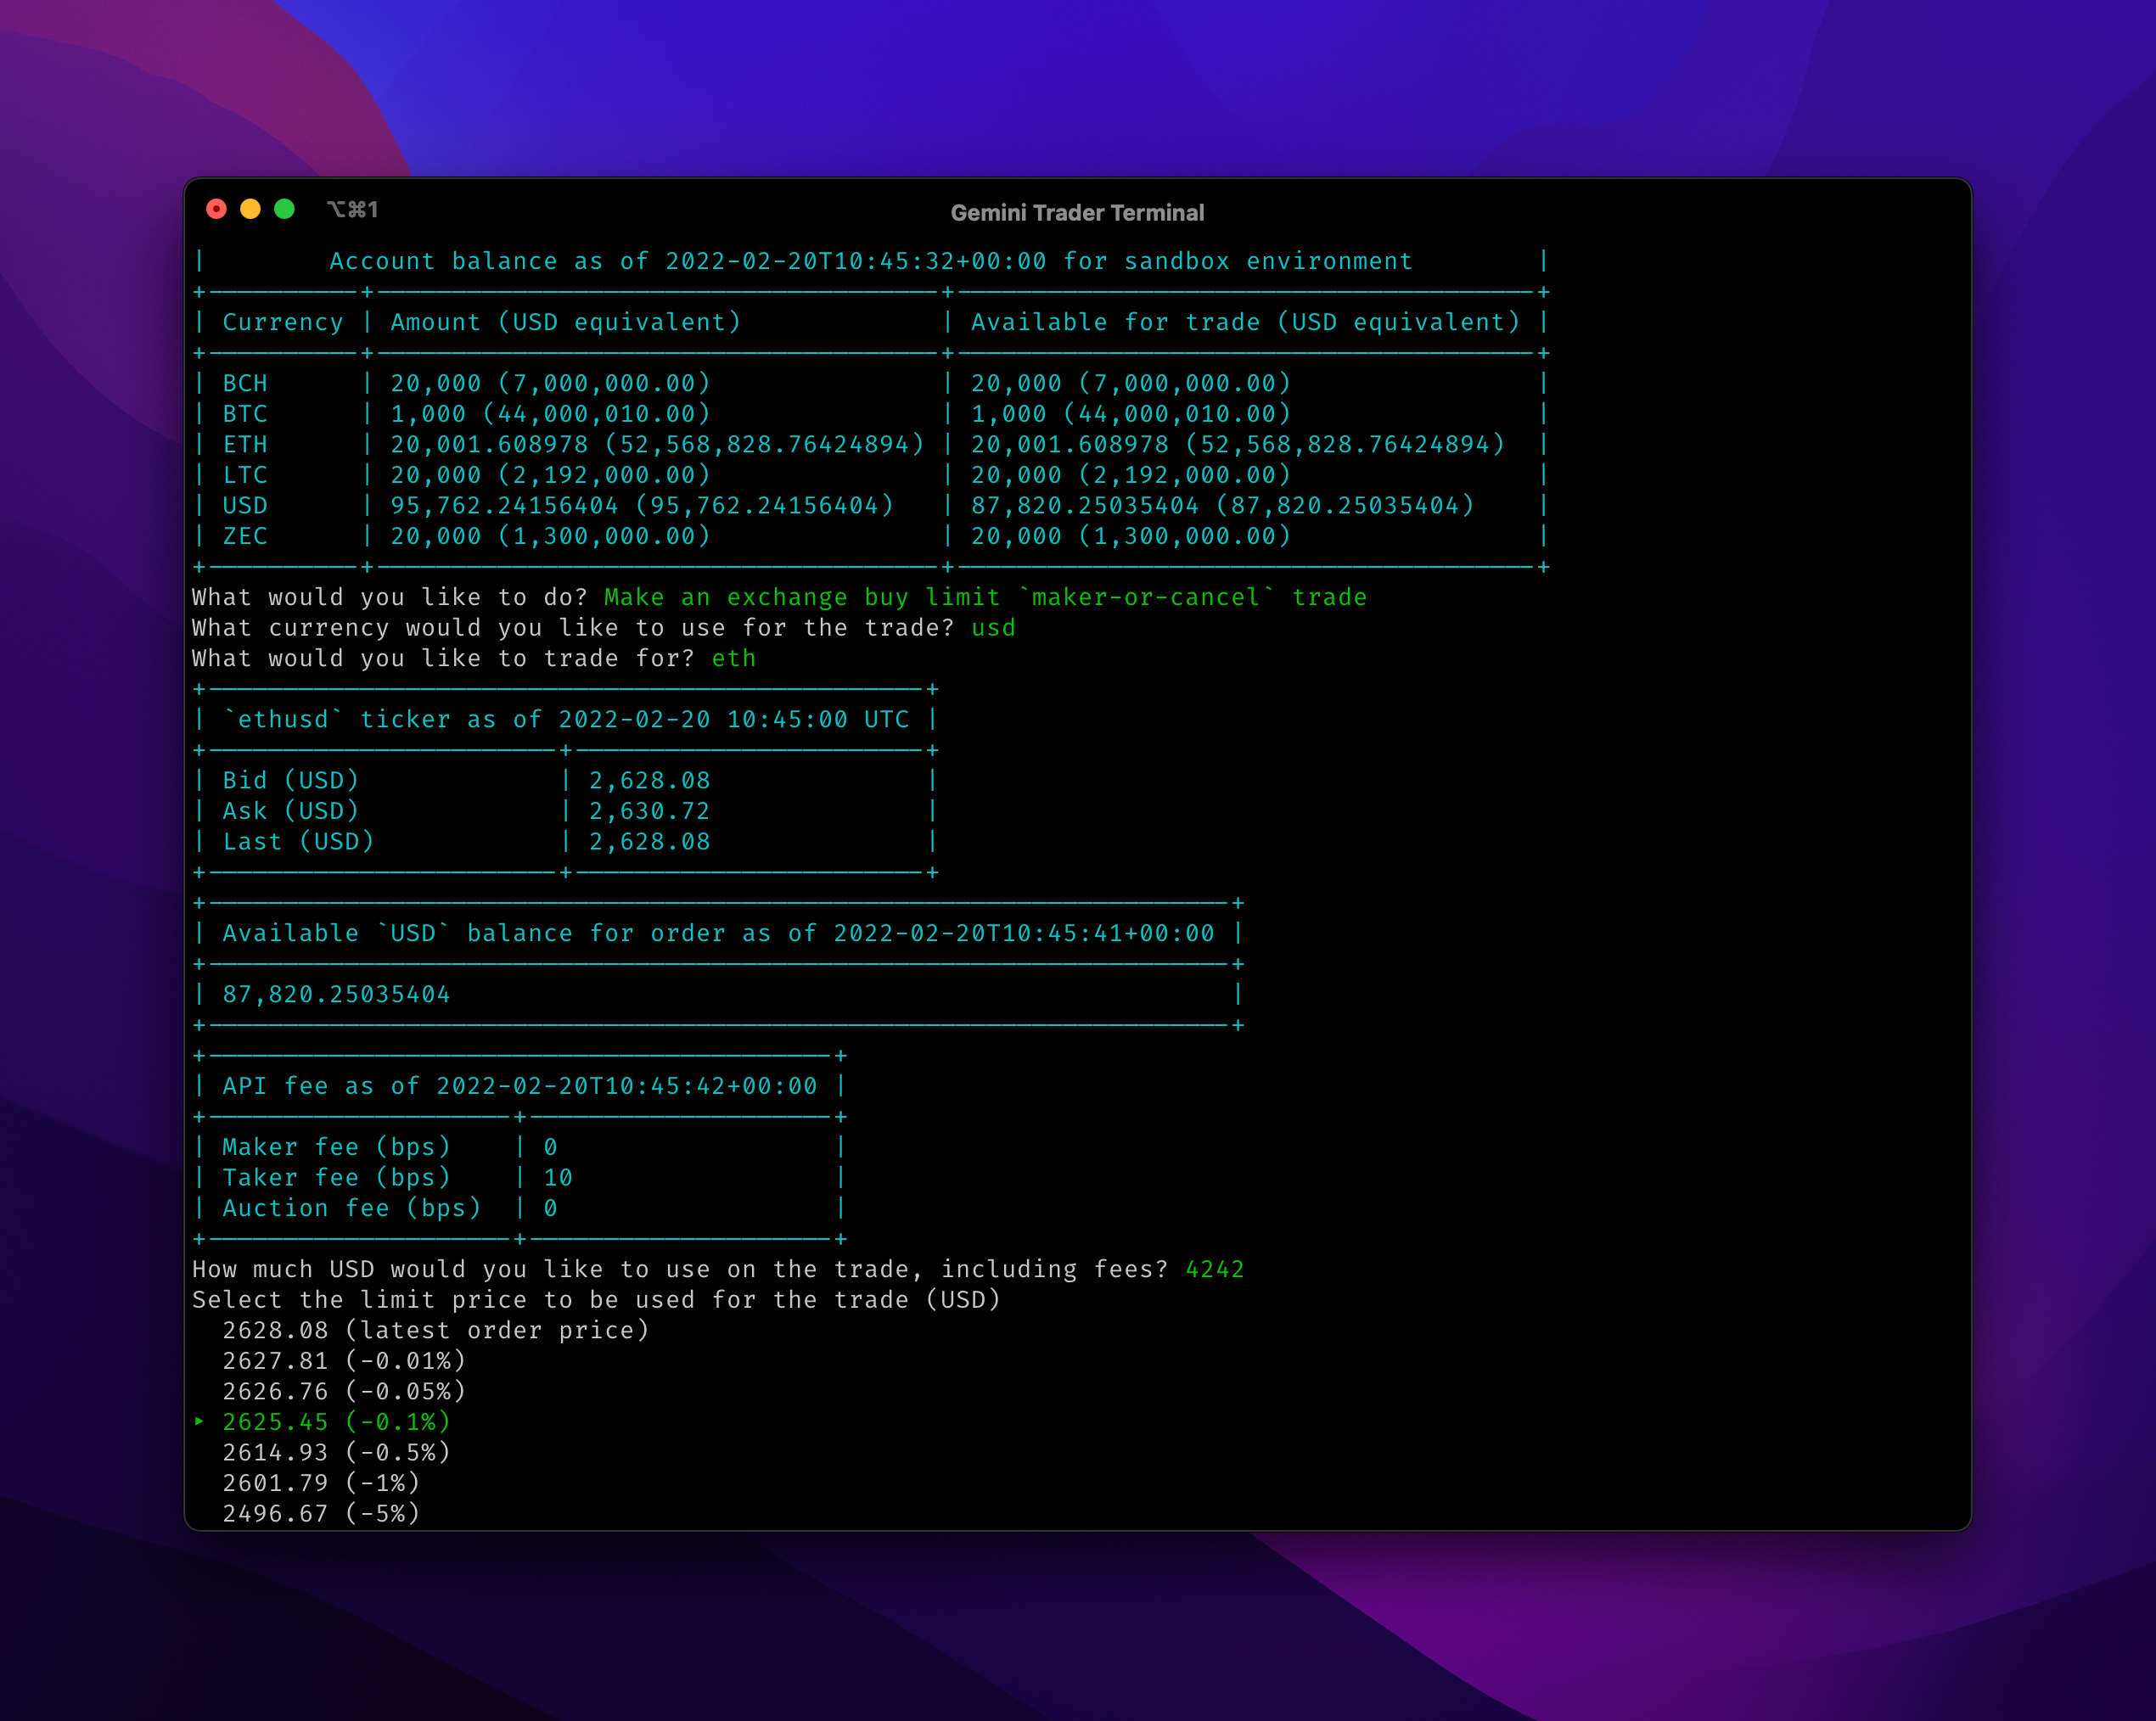 ⌥⌘1
Gemini Trader Terminal
| Account balance as of 2022-02-20T10:45:32+00:00 for sandbox environment |
| Currency | Amount (USD equivalent) | Available for trade (USD equivalent) |
| BCH | 20,000 (7,000,000.00) | 20,000 (7,000,000.00) |
| BTC | 1,000 (44,000,010.00) | 1,000 (44,000,010.00) |
| ETH | 20,001.608978 (52,568,828.76424894) | 20,001.608978 (52,568,828.76424894) |
| LTC | 20,000 (2,192,000.00) | 20,000 (2,192,000.00) |
| USD | 95,762.24156404 (95,762.24156404) | 87,820.25035404 (87,820.25035404) |
| ZEC | 20,000 (1,300,000.00) | 20,000 (1,300,000.00) |
What would you like to do? Make an exchange buy limit `maker-or-cancel` trade
What currency would you like to use for the trade? usd
What would you like to trade for? eth
| `ethusd` ticker as of 2022-02-20 10:45:00 UTC |
| Bid (USD) | 2,628.08 |
| Ask (USD) | 2,630.72 |
| Last (USD) | 2,628.08 |
| Available `USD` balance for order as of 2022-02-20T10:45:41+00:00 |
| 87,820.25035404 |
| API fee as of 2022-02-20T10:45:42+00:00 |
| Maker fee (bps) | 0 |
| Taker fee (bps) | 10 |
| Auction fee (bps) | 0 |
How much USD would you like to use on the trade, including fees? 4242
Select the limit price to be used for the trade (USD)
2628.08 (latest order price)
2627.81 (-0.01%)
2626.76 (-0.05%)
▸ 2625.45 (-0.1%)
2614.93 (-0.5%)
2601.79 (-1%)
2496.67 (-5%)